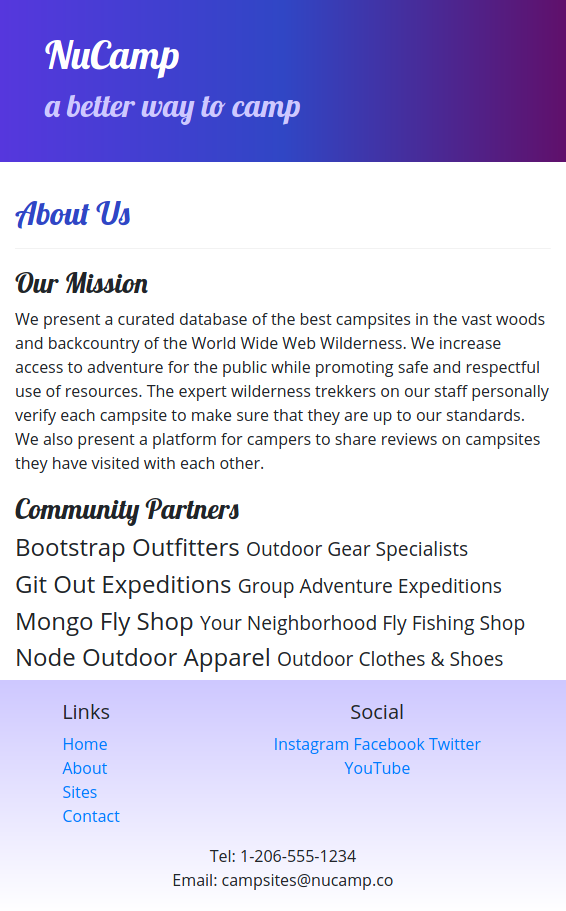 NuCamp
a better way to camp
About Us
Our Mission
We present a curated database of the best campsites in the vast woods
and backcountry of the World Wide Web Wilderness. We increase
access to adventure for the public while promoting safe and respectful
use of resources. The expert wilderness trekkers on our staff personally
verify each campsite to make sure that they are up to our standards.
We also present a platform for campers to share reviews on campsites
they have visited with each other.
Community Partners
Bootstrap Outfitters Outdoor Gear Specialists
Git Out Expeditions Group Adventure Expeditions
Mongo Fly Shop Your Neighborhood Fly Fishing Shop
Node Outdoor Apparel Outdoor Clothes & Shoes
Links
Home
About
Sites
Contact
Social
Instagram Facebook Twitter
YouTube
Tel: 1-206-555-1234
Email: campsites@nucamp.co